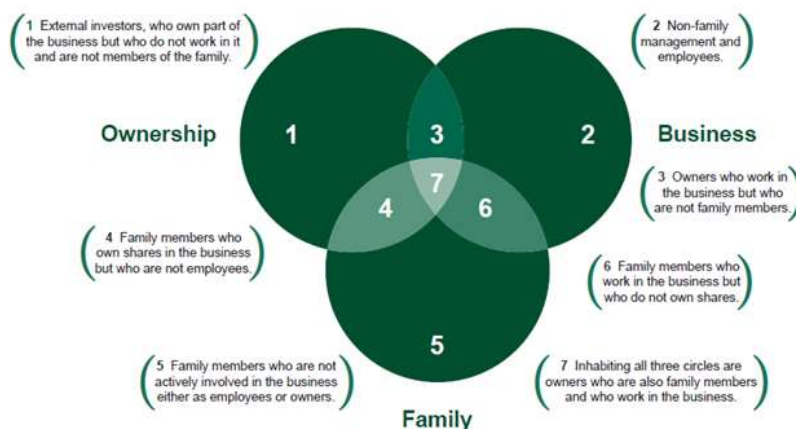 1 External investors, who own part
of the business but who do not work in it
and are not members of the family.
2 Non-family
management and
employees.
Ownership
1
3
2
Business
7
4
6
3 Owners who work in
the business but who
are not family members.
4 Family members who
own shares in the business
but who are not employees.
6 Family members who
work in the business but
who do not own shares.
5
5 Family members who are not
actively involved in the business
either as employees or owners.
7 Inhabiting all three circles are
owners who are also family members
and who work in the business.
Family